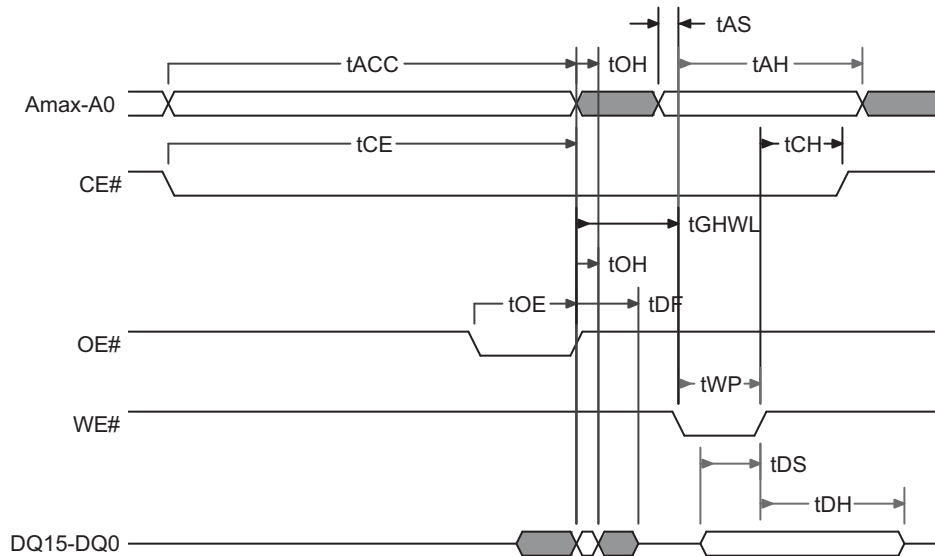 tAS
tACC
tOH
tAH
Amax-A0
tCE
tCH
CE#
tGHWL
tOH
tOE
tDF
OE#
tWP
WE#
tDS
tDH
DQ15-DQ0